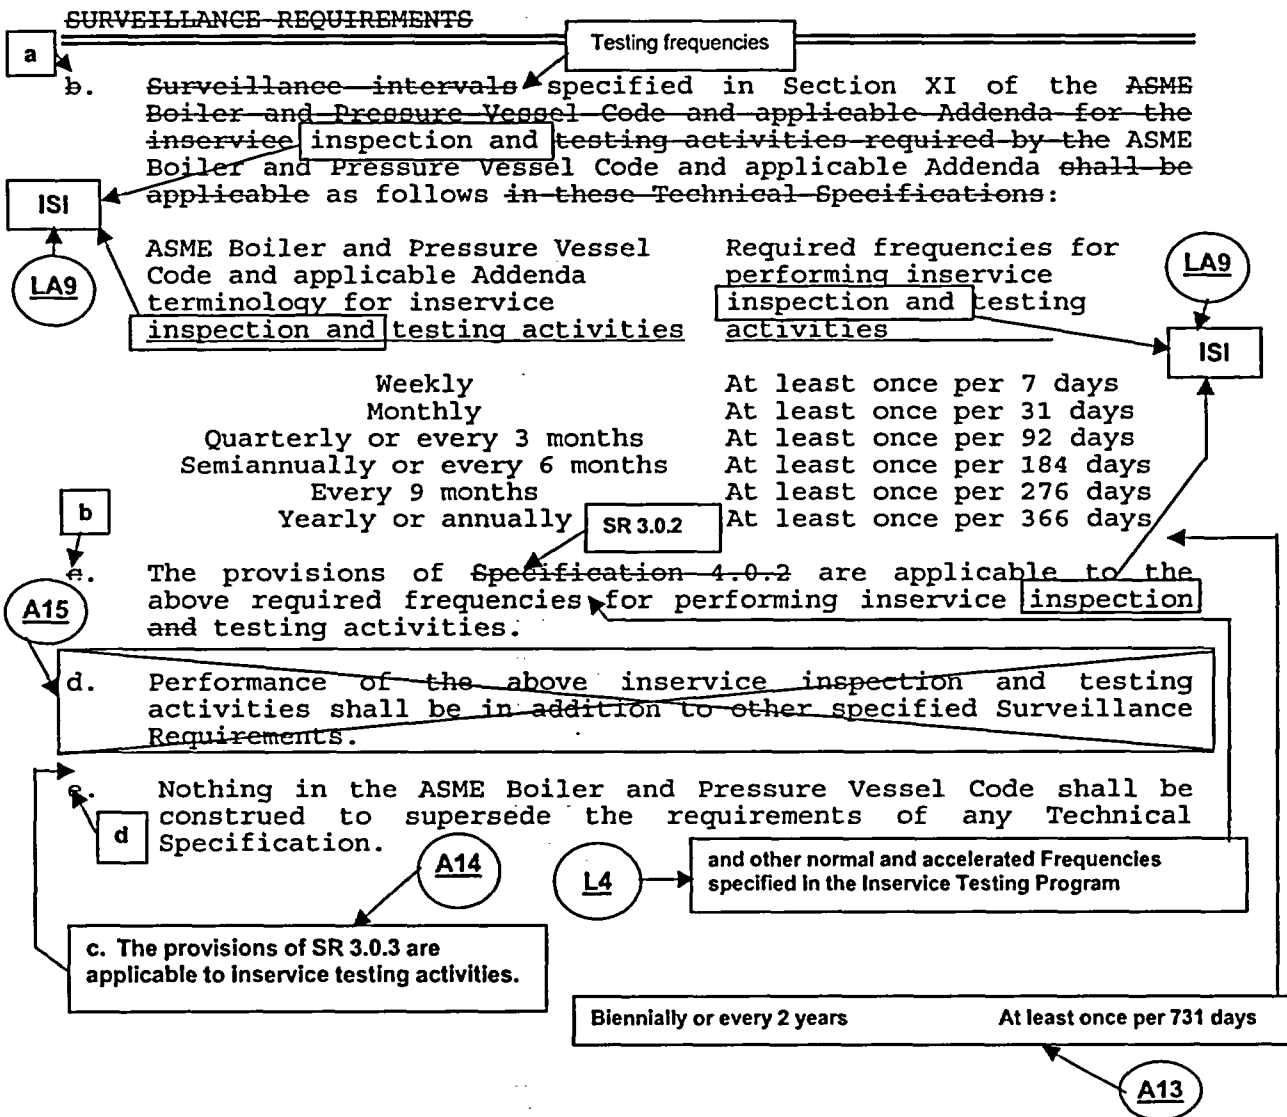 SURVEILLANCE REQUIREMENTS
Testing frequencies
a
b. Surveillance intervals specified in Section XI of the ASME
Boiler and Pressure Vessel Code and applicable Addenda for the
inservice inspection and testing activities required by the ASME
Boiler and Pressure Vessel Code and applicable Addenda shall be
applicable as follows in these Technical Specifications:
ISI
LA9
ASME Boiler and Pressure Vessel Required frequencies for
Code and applicable Addenda performing inservice
terminology for inservice inspection and testing
inspection and testing activities activities
LA9
ISI
Weekly At least once per 7 days
Monthly At least once per 31 days
Quarterly or every 3 months At least once per 92 days
Semiannually or every 6 months At least once per 184 days
Every 9 months At least once per 276 days
Yearly or annually At least once per 366 days
SR 3.0.2
b
c. The provisions of Specification 4.0.2 are applicable to the
above required frequencies for performing inservice inspection
and testing activities.
A15
d. Performance of the above inservice inspection and testing
activities shall be in addition to other specified Surveillance
Requirements.
e. Nothing in the ASME Boiler and Pressure Vessel Code shall be
construed to supersede the requirements of any Technical
Specification.
d
A14
L4
and other normal and accelerated Frequencies
specified in the Inservice Testing Program
c. The provisions of SR 3.0.3 are
applicable to inservice testing activities.
Biennially or every 2 years At least once per 731 days
A13